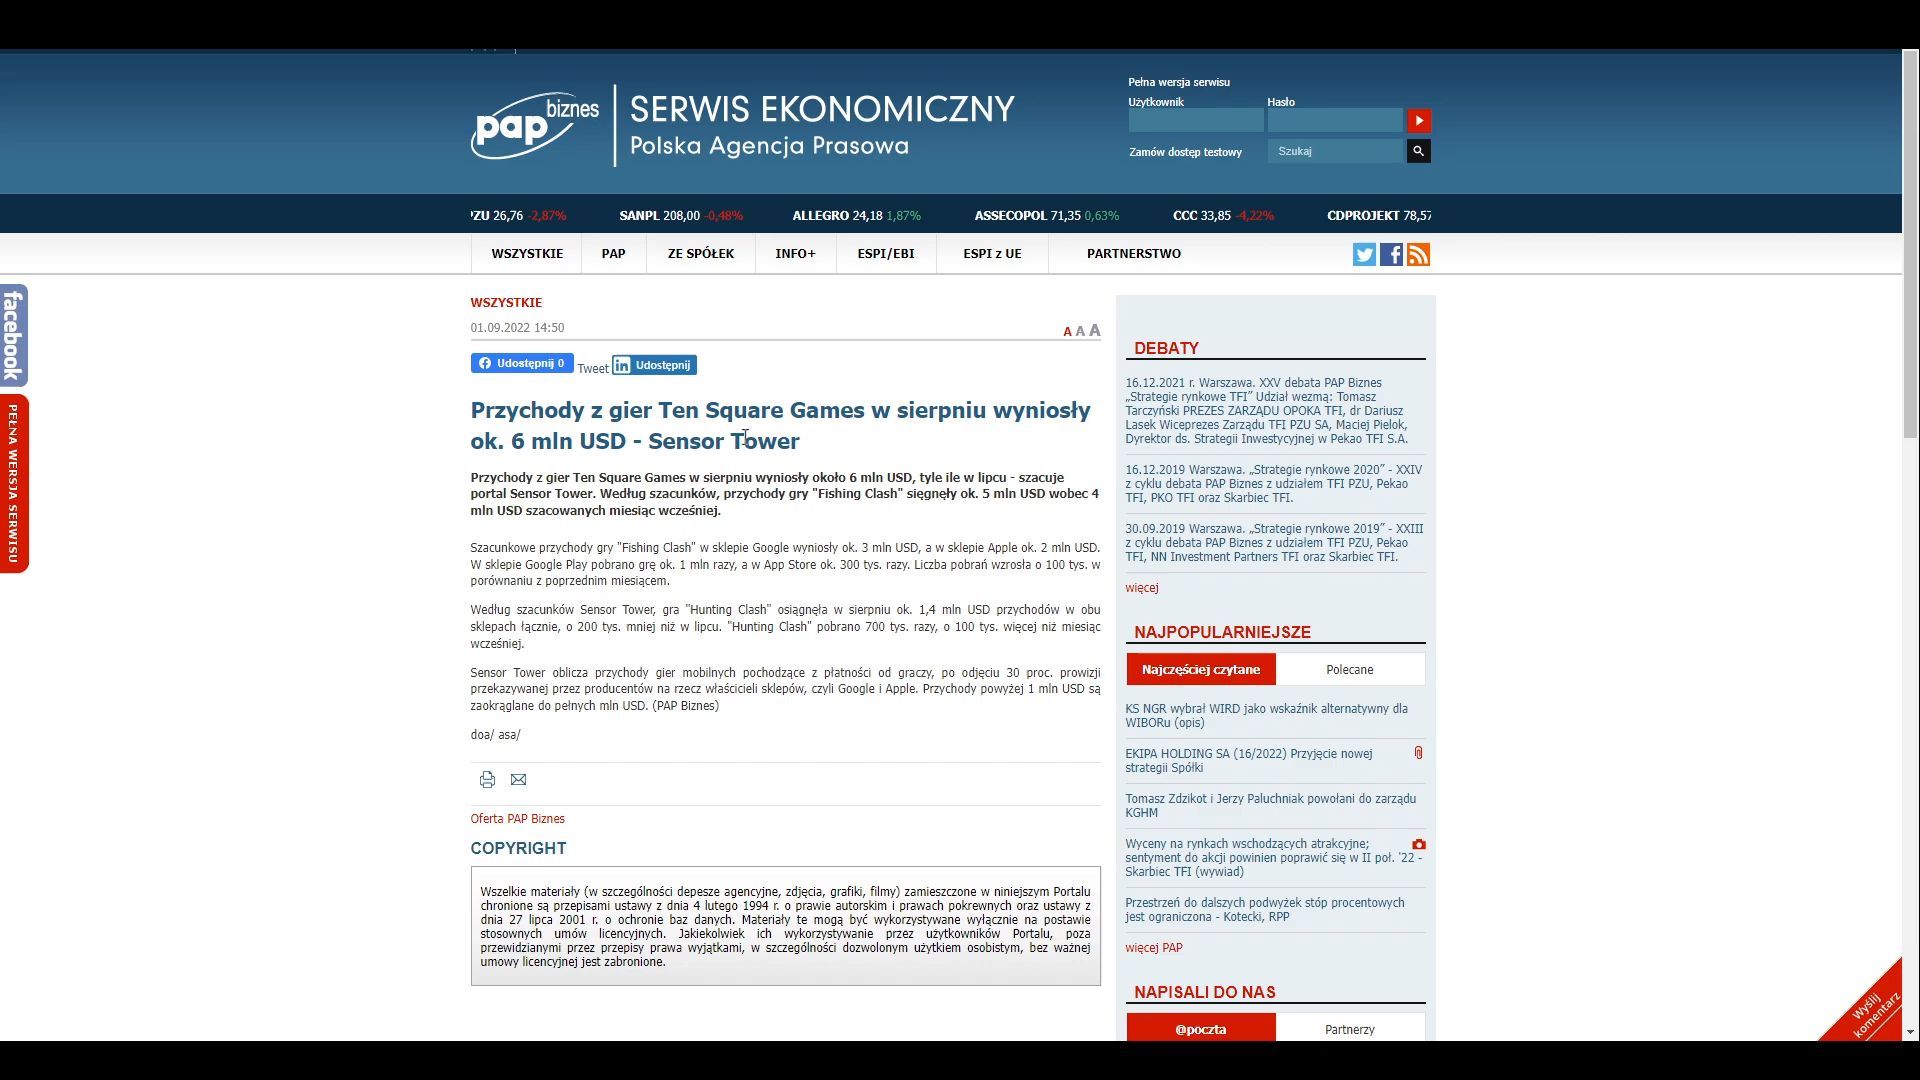 pap biznes
SERWIS EKONOMICZNY
Polska Agencja Prasowa
Pełna wersja serwisu
Użytkownik
Hasło
Zamów dostęp testowy
Szukaj
PZU 26,76 -2,87% SANPL 208,00 -0,48% ALLEGRO 24,18 1,87% ASSECOPOL 71,35 0,63% CCC 33,85 -4,22% CDPROJEKT 78,57
WSZYSTKIE PAP ZE SPÓŁEK INFO+ ESPI/EBI ESPI z UE PARTNERSTWO
facebook
PEŁNA WERSJA SERWISU
WSZYSTKIE
01.09.2022 14:50
A A A
Udostępnij 0 Tweet in Udostępnij
Przychody z gier Ten Square Games w sierpniu wyniosły
ok. 6 mln USD - Sensor Tower
Przychody z gier Ten Square Games w sierpniu wyniosły około 6 mln USD, tyle ile w lipcu - szacuje
portal Sensor Tower. Według szacunków, przychody gry "Fishing Clash" sięgnęły ok. 5 mln USD wobec 4
mln USD szacowanych miesiąc wcześniej.
Szacunkowe przychody gry "Fishing Clash" w sklepie Google wyniosły ok. 3 mln USD, a w sklepie Apple ok. 2 mln USD.
W sklepie Google Play pobrano grę ok. 1 mln razy, a w App Store ok. 300 tys. razy. Liczba pobrań wzrosła o 100 tys. w
porównaniu z poprzednim miesiącem.
Według szacunków Sensor Tower, gra "Hunting Clash" osiągnęła w sierpniu ok. 1,4 mln USD przychodów w obu
sklepach łącznie, o 200 tys. mniej niż w lipcu. "Hunting Clash" pobrano 700 tys. razy, o 100 tys. więcej niż miesiąc
wcześniej.
Sensor Tower oblicza przychody gier mobilnych pochodzące z płatności od graczy, po odjęciu 30 proc. prowizji
przekazywanej przez producentów na rzecz właścicieli sklepów, czyli Google i Apple. Przychody powyżej 1 mln USD są
zaokrąglane do pełnych mln USD. (PAP Biznes)
doa/ asa/
Oferta PAP Biznes
COPYRIGHT
Wszelkie materiały (w szczególności depesze agencyjne, zdjęcia, grafiki, filmy) zamieszczone w niniejszym Portalu
chronione są przepisami ustawy z dnia 4 lutego 1994 r. o prawie autorskim i prawach pokrewnych oraz ustawy z
dnia 27 lipca 2001 r. o ochronie baz danych. Materiały te mogą być wykorzystywane wyłącznie na postawie
stosownych umów licencyjnych. Jakiekolwiek ich wykorzystywanie przez użytkowników Portalu, poza
przewidzianymi przez przepisy prawa wyjątkami, w szczególności dozwolonym użytkiem osobistym, bez ważnej
umowy licencyjnej jest zabronione.
DEBATY
16.12.2021 r. Warszawa. XXV debata PAP Biznes
„Strategie rynkowe TFI” Udział wezmą: Tomasz
Tarczyński PREZES ZARZĄDU OPOKA TFI, dr Dariusz
Lasek Wiceprezes Zarządu TFI PZU SA, Maciej Pielok,
Dyrektor ds. Strategii Inwestycyjnej w Pekao TFI S.A.
16.12.2019 Warszawa. „Strategie rynkowe 2020” - XXIV
z cyklu debata PAP Biznes z udziałem TFI PZU, Pekao
TFI, PKO TFI oraz Skarbiec TFI.
30.09.2019 Warszawa. „Strategie rynkowe 2019” - XXIII
z cyklu debata PAP Biznes z udziałem TFI PZU, Pekao
TFI, NN Investment Partners TFI oraz Skarbiec TFI.
więcej
NAJPOPULARNIEJSZE
Najczęściej czytane Polecane
KS NGR wybrał WIRD jako wskaźnik alternatywny dla
WIBORu (opis)
EKIPA HOLDING SA (16/2022) Przyjęcie nowej
strategii Spółki
Tomasz Zdzikot i Jerzy Paluchniak powołani do zarządu
KGHM
Wyceny na rynkach wschodzących atrakcyjne;
sentyment do akcji powinien poprawić się w II poł. '22 -
Skarbiec TFI (wywiad)
Przestrzeń do dalszych podwyżek stóp procentowych
jest ograniczona - Kotecki, RPP
więcej PAP
NAPISALI DO NAS
@poczta Partnerzy
Wyślij
komentarz